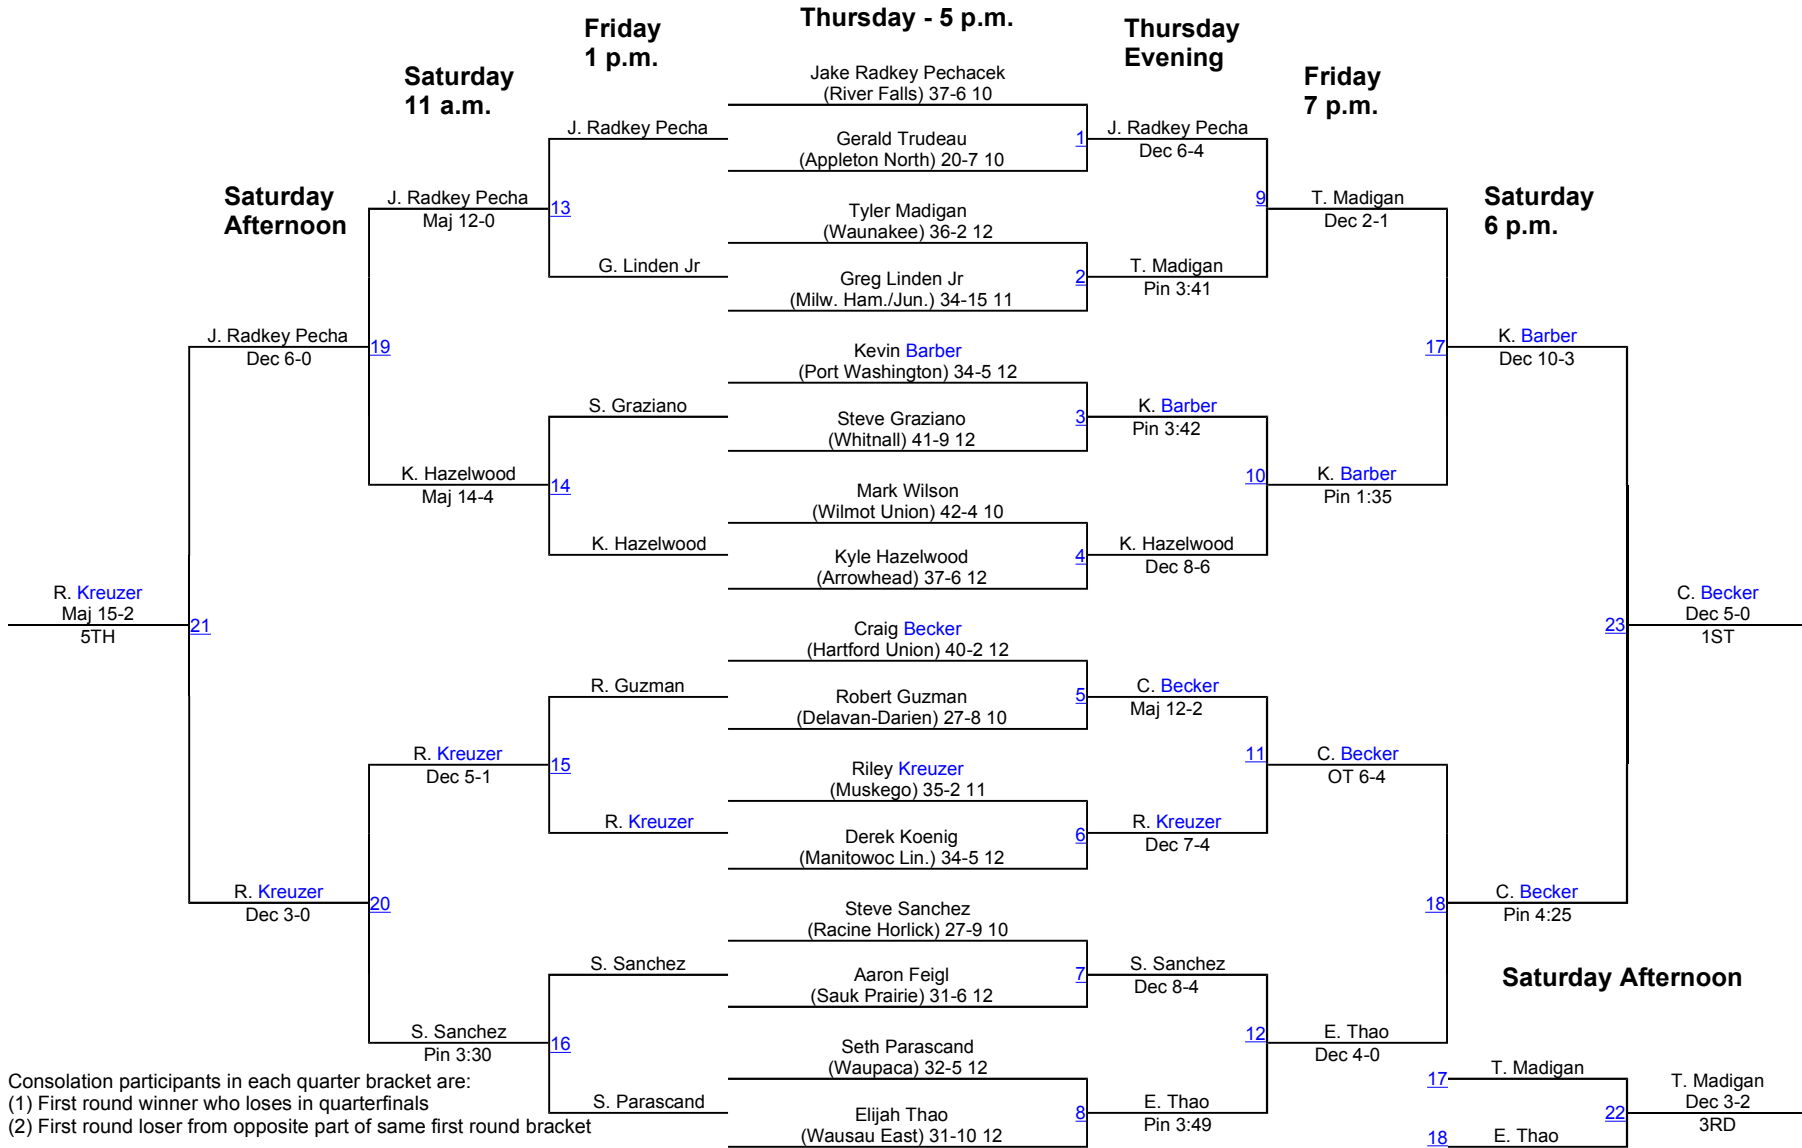 Thursday - 5 p.m.
Friday
1 p.m.
Thursday
Evening
Saturday
11 a.m.
Friday
7 p.m.
Saturday
Afternoon
Saturday
6 p.m.
Jake Radkey Pechacek
(River Falls) 37-6 10
Gerald Trudeau
(Appleton North) 20-7 10
1
Tyler Madigan
(Waunakee) 36-2 12
Greg Linden Jr
(Milw. Ham./Jun.) 34-15 11
2
Kevin Barber
(Port Washington) 34-5 12
Steve Graziano
(Whitnall) 41-9 12
3
Mark Wilson
(Wilmot Union) 42-4 10
Kyle Hazelwood
(Arrowhead) 37-6 12
4
Craig Becker
(Hartford Union) 40-2 12
Robert Guzman
(Delavan-Darien) 27-8 10
5
Riley Kreuzer
(Muskego) 35-2 11
Derek Koenig
(Manitowoc Lin.) 34-5 12
6
Steve Sanchez
(Racine Horlick) 27-9 10
Aaron Feigl
(Sauk Prairie) 31-6 12
7
Seth Parascand
(Waupaca) 32-5 12
Elijah Thao
(Wausau East) 31-10 12
8
J. Radkey Pecha
Dec 6-4
9
T. Madigan
Pin 3:41
K. Barber
Pin 3:42
10
K. Hazelwood
Dec 8-6
C. Becker
Maj 12-2
11
R. Kreuzer
Dec 7-4
S. Sanchez
Dec 8-4
12
E. Thao
Pin 3:49
T. Madigan
Dec 2-1
17
K. Barber
Pin 1:35
C. Becker
OT 6-4
18
E. Thao
Dec 4-0
K. Barber
Dec 10-3
23
C. Becker
Pin 4:25
C. Becker
Dec 5-0
1ST
Saturday Afternoon
17
T. Madigan
22
18
E. Thao
T. Madigan
Dec 3-2
3RD
J. Radkey Pecha
13
G. Linden Jr
S. Graziano
14
K. Hazelwood
R. Guzman
15
R. Kreuzer
S. Sanchez
16
S. Parascand
J. Radkey Pecha
Maj 12-0
19
K. Hazelwood
Maj 14-4
R. Kreuzer
Dec 5-1
20
S. Sanchez
Pin 3:30
J. Radkey Pecha
Dec 6-0
21
R. Kreuzer
Dec 3-0
R. Kreuzer
Maj 15-2
5TH
Consolation participants in each quarter bracket are:
(1) First round winner who loses in quarterfinals
(2) First round loser from opposite part of same first round bracket